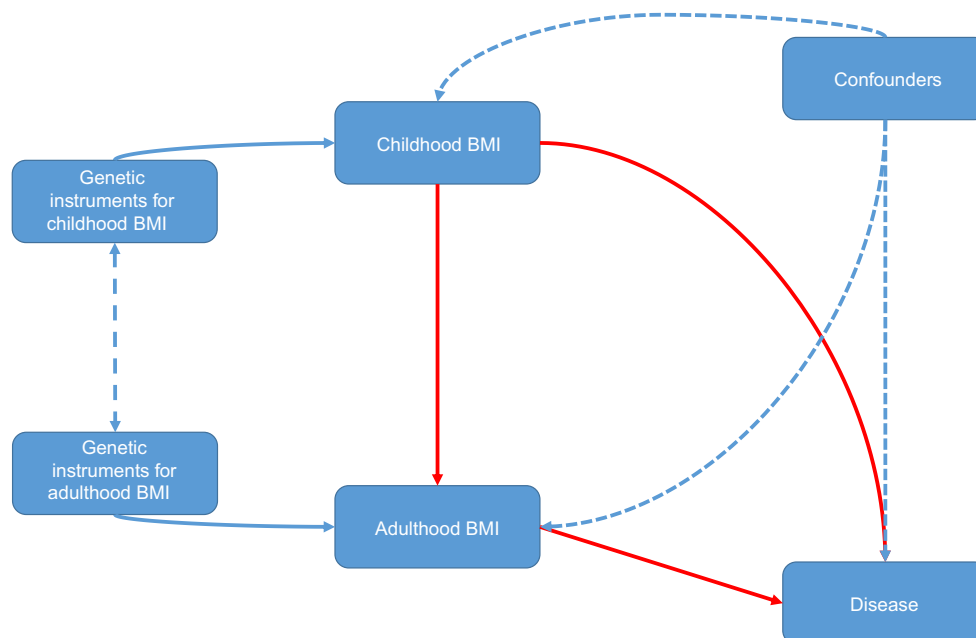 Confounders
Childhood BMI
Genetic
instruments for
childhood BMI
Genetic
instruments for
adulthood BMI
Adulthood BMI
Disease